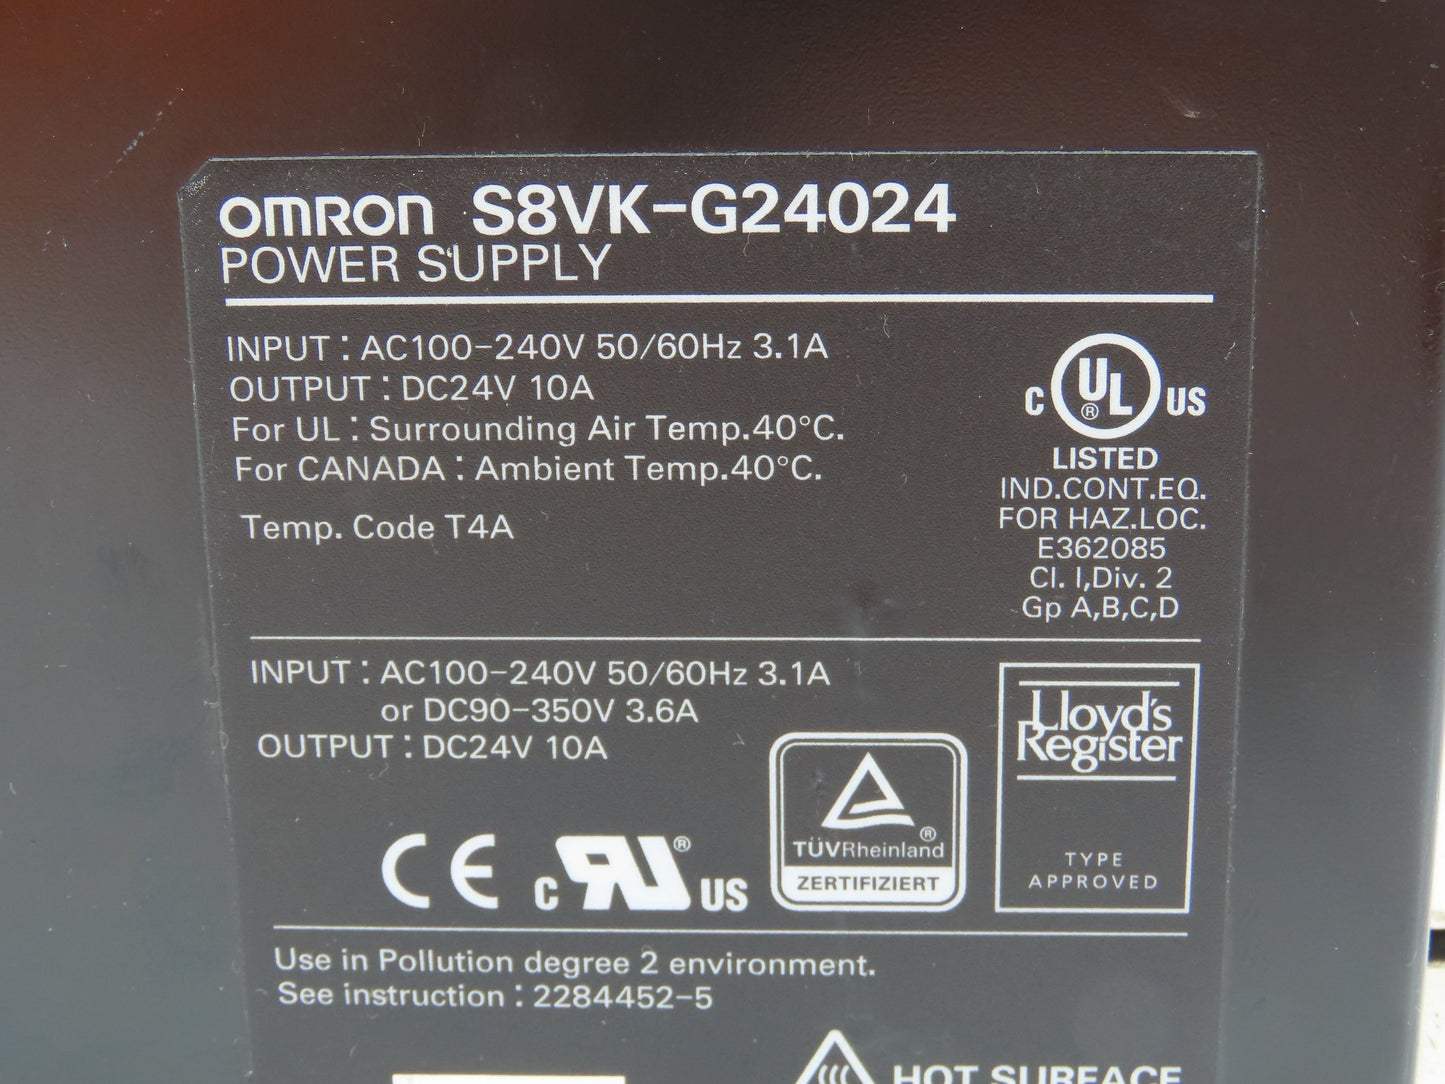 OMRON S8VK-G24024
POWER SUPPLY
INPUT : AC100-240V 50/60Hz 3.1A
OUTPUT : DC24V 10A
For UL : Surrounding Air Temp.40°C.
For CANADA : Ambient Temp.40°C.
Temp. Code T4A
C UL ® US
LISTED
IND.CONT.EQ.
FOR HAZ.LOC.
E362085
Cl. I,Div. 2
Gp A,B,C,D
INPUT : AC100-240V 50/60Hz 3.1A
or DC90-350V 3.6A
OUTPUT : DC24V 10A
CE
C RU ® US
®
TÜVRheinland
ZERTIFIZIERT
Lloyd's
Register
TYPE
APPROVED
Use in Pollution degree 2 environment.
See instruction : 2284452-5
HOT SURFACE